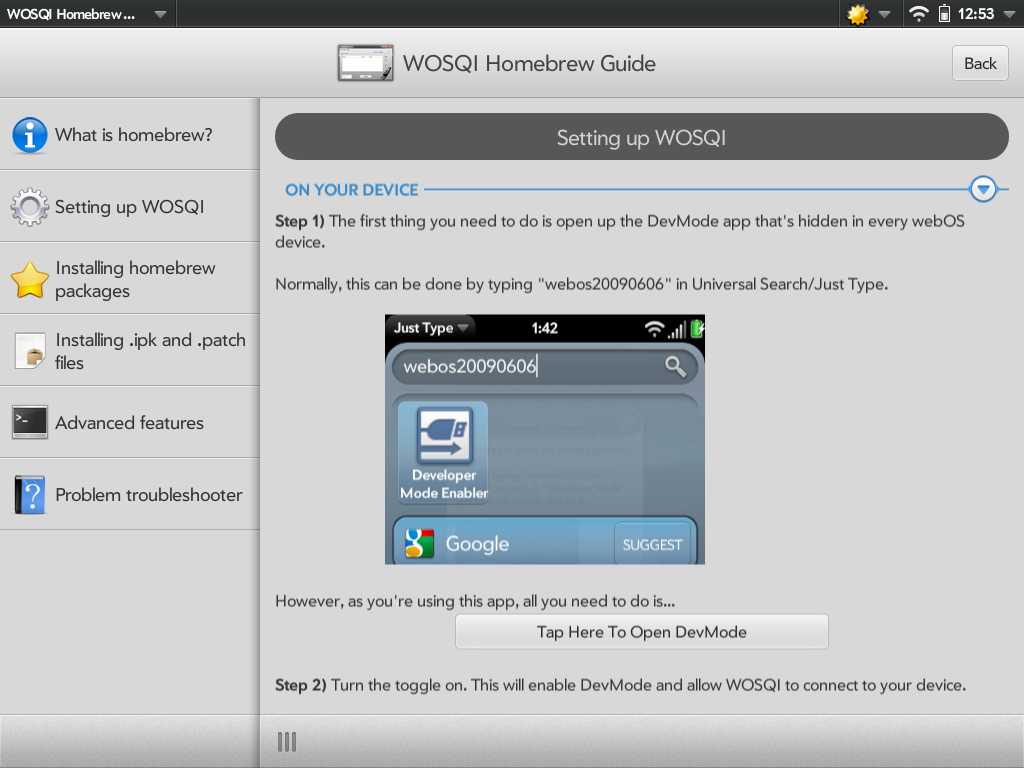 WOSQI Homebrew...
12:53
WOSQI Homebrew Guide
Back
What is homebrew?
Setting up WOSQI
Installing homebrew
packages
Installing .ipk and .patch
files
Advanced features
Problem troubleshooter
Setting up WOSQI
ON YOUR DEVICE
Step 1) The first thing you need to do is open up the DevMode app that's hidden in every webOS
device.
Normally, this can be done by typing "webos20090606" in Universal Search/Just Type.
Just Type
1:42
webos20090606
Developer
Mode Enabler
Google
SUGGEST
However, as you're using this app, all you need to do is...
Tap Here To Open DevMode
Step 2) Turn the toggle on. This will enable DevMode and allow WOSQI to connect to your device.